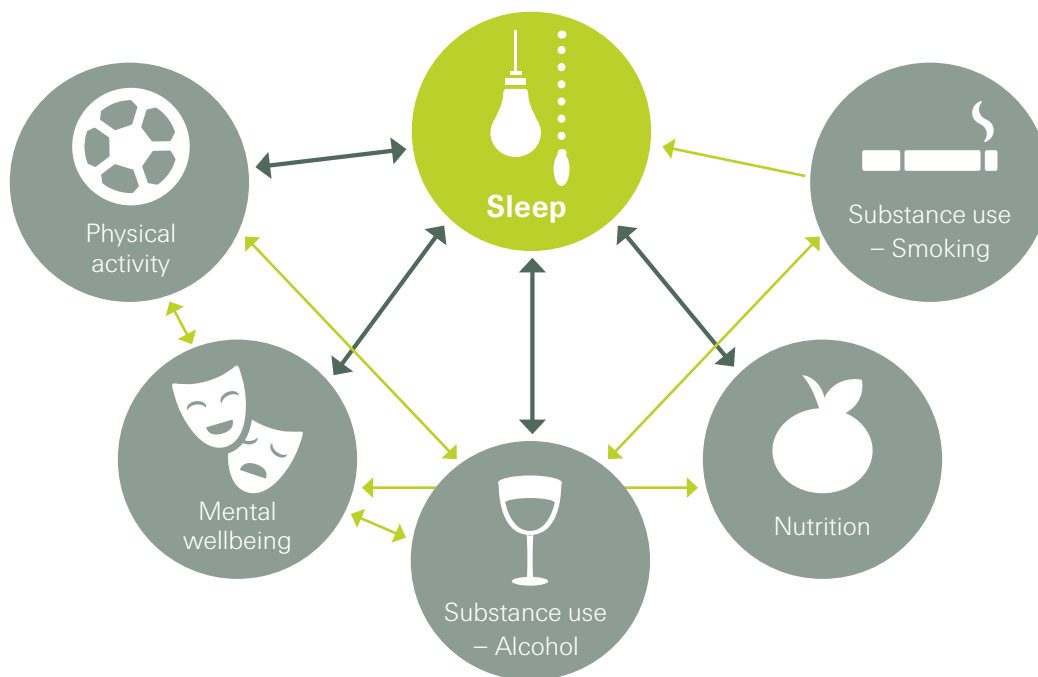 Sleep
Physical
activity
Substance use
– Smoking
Mental
wellbeing
Nutrition
Substance use
– Alcohol